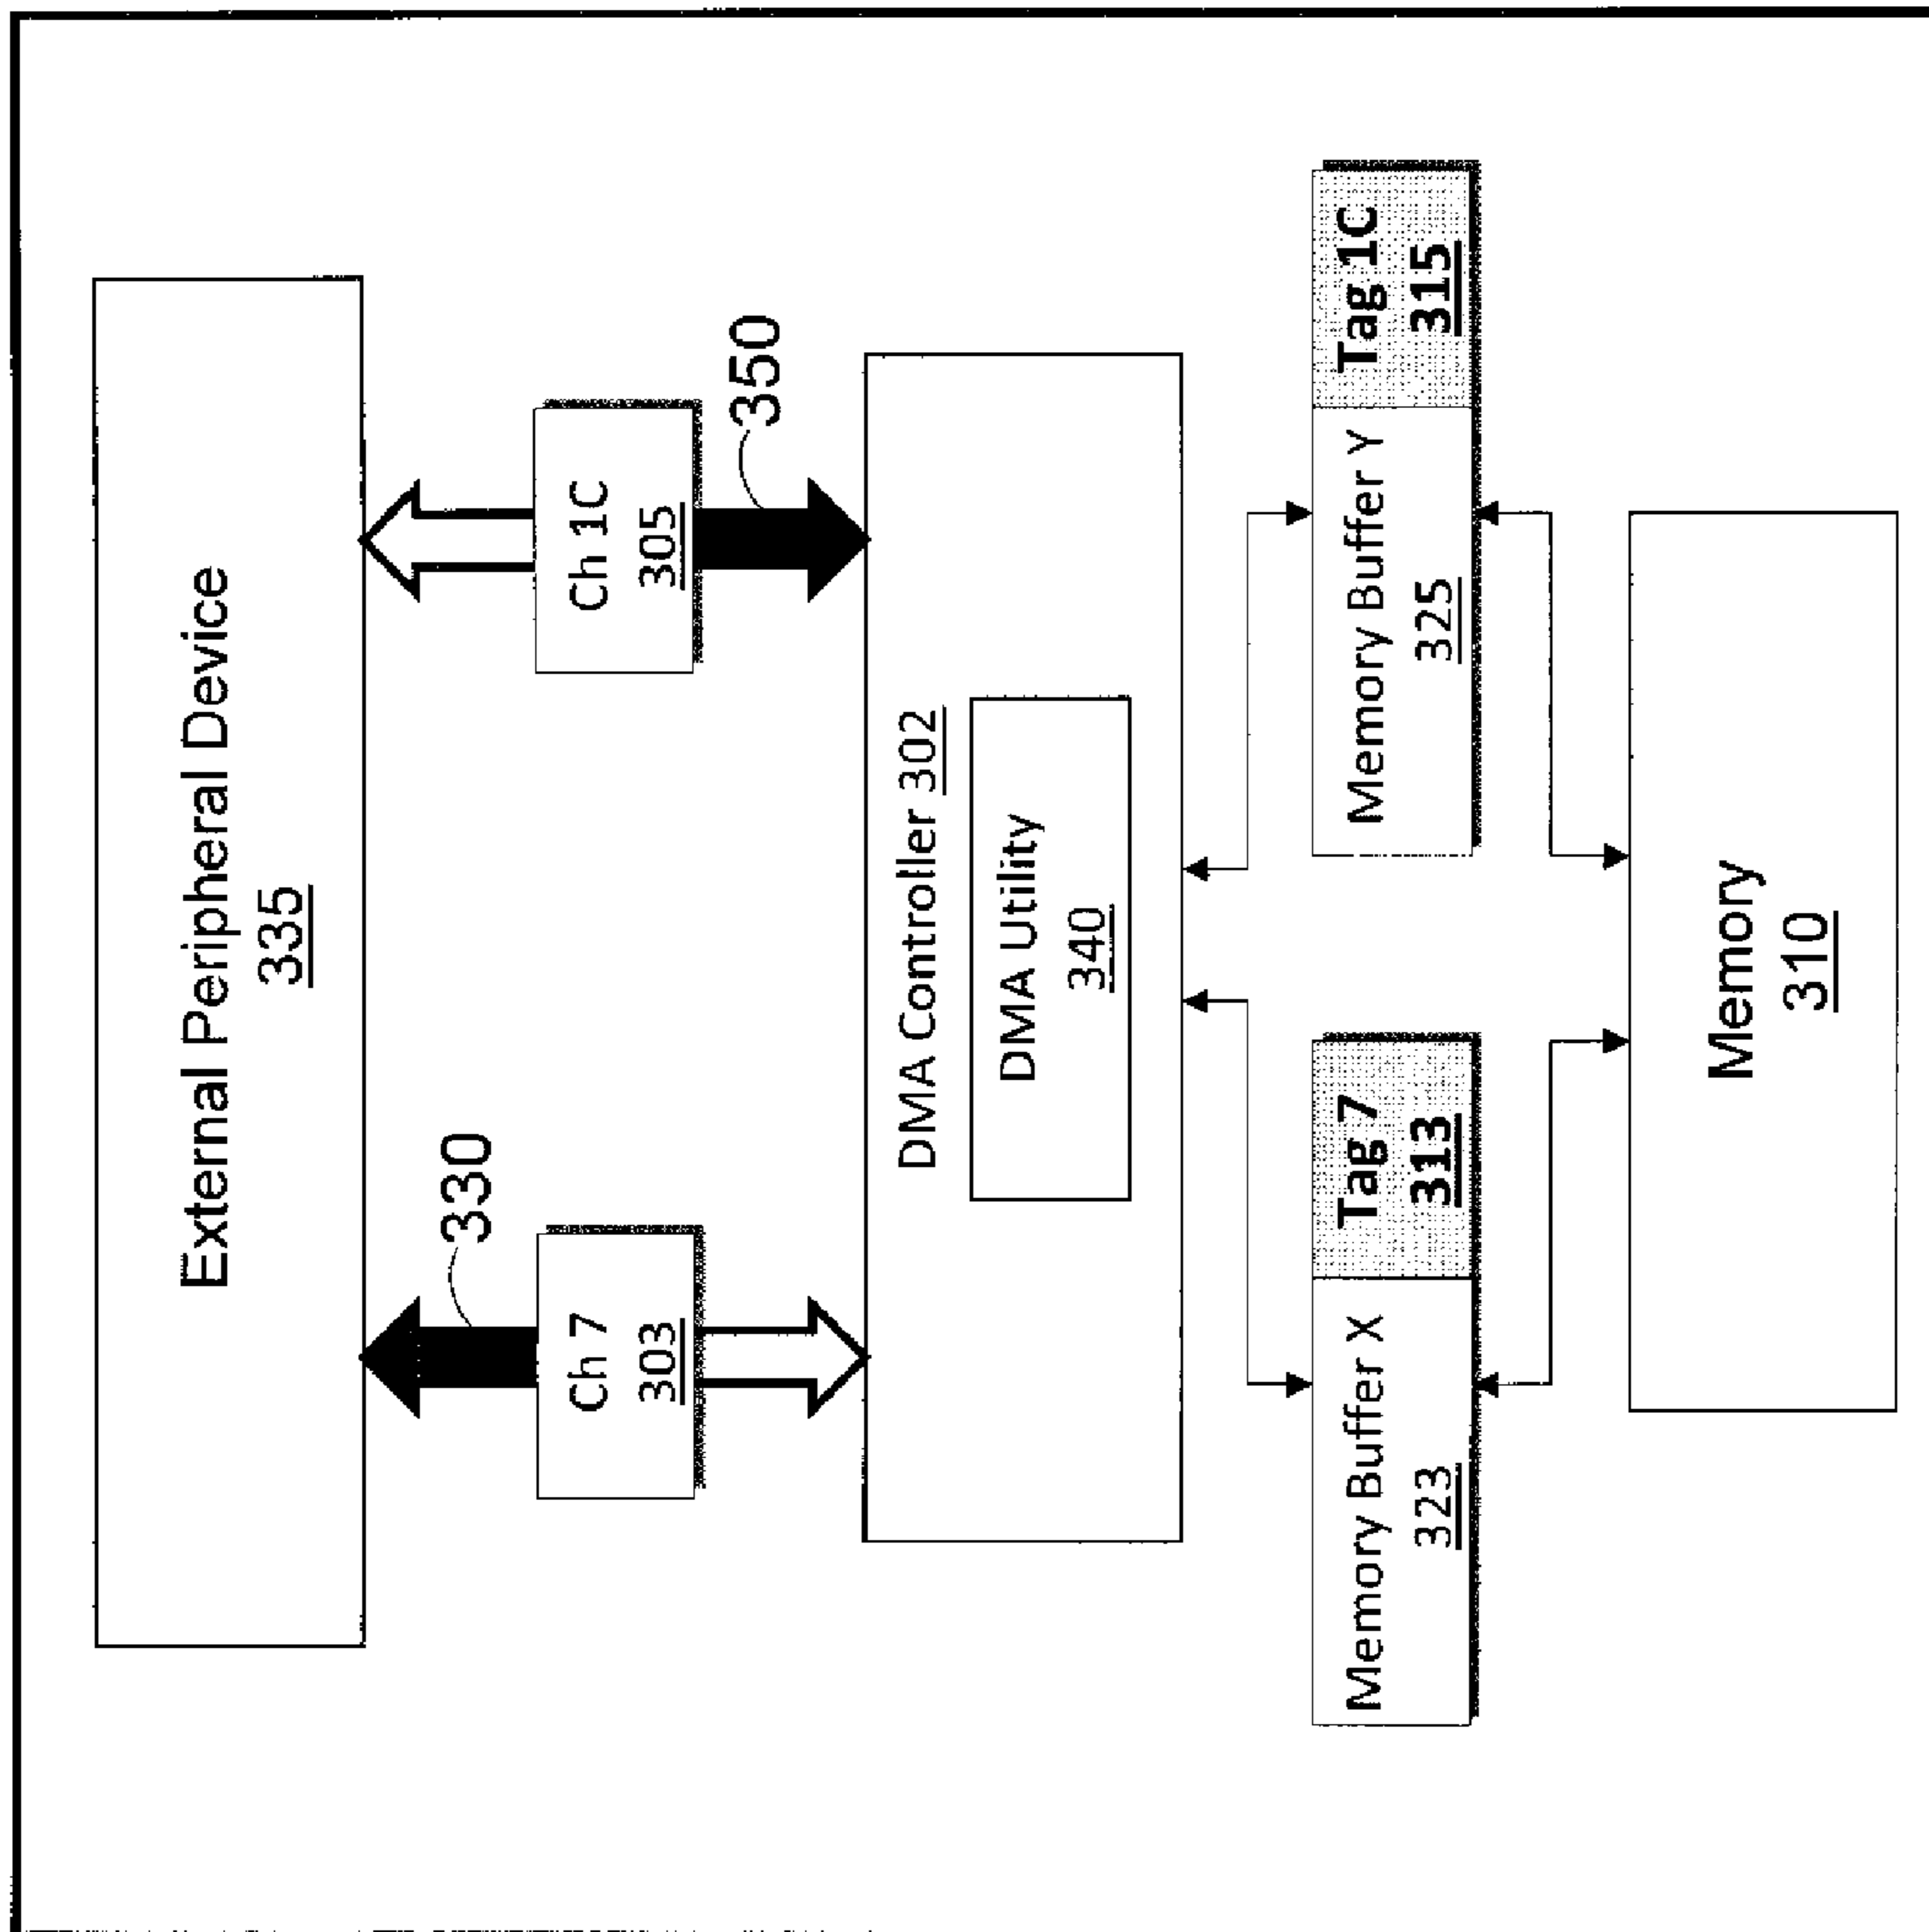 External Peripheral Device
335
330
Ch 7
303
Ch 1C
305
350
DMA Controller 302
DMA Utility
340
Memory Buffer X
323
Tag 7
313
Memory Buffer Y
325
Tag 1C
315
Memory
310